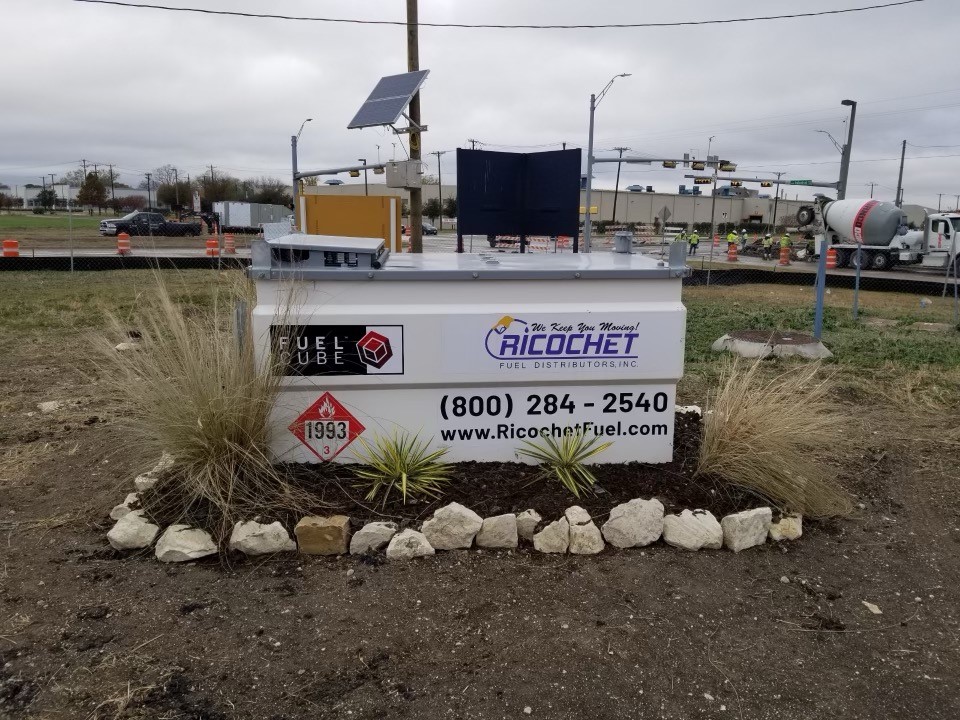 FUEL
CUBE
We Keep You Moving!
RICOCHET
FUEL DISTRIBUTORS, INC.
1993
3
(800) 284-2540
www.RicochetFuel.com